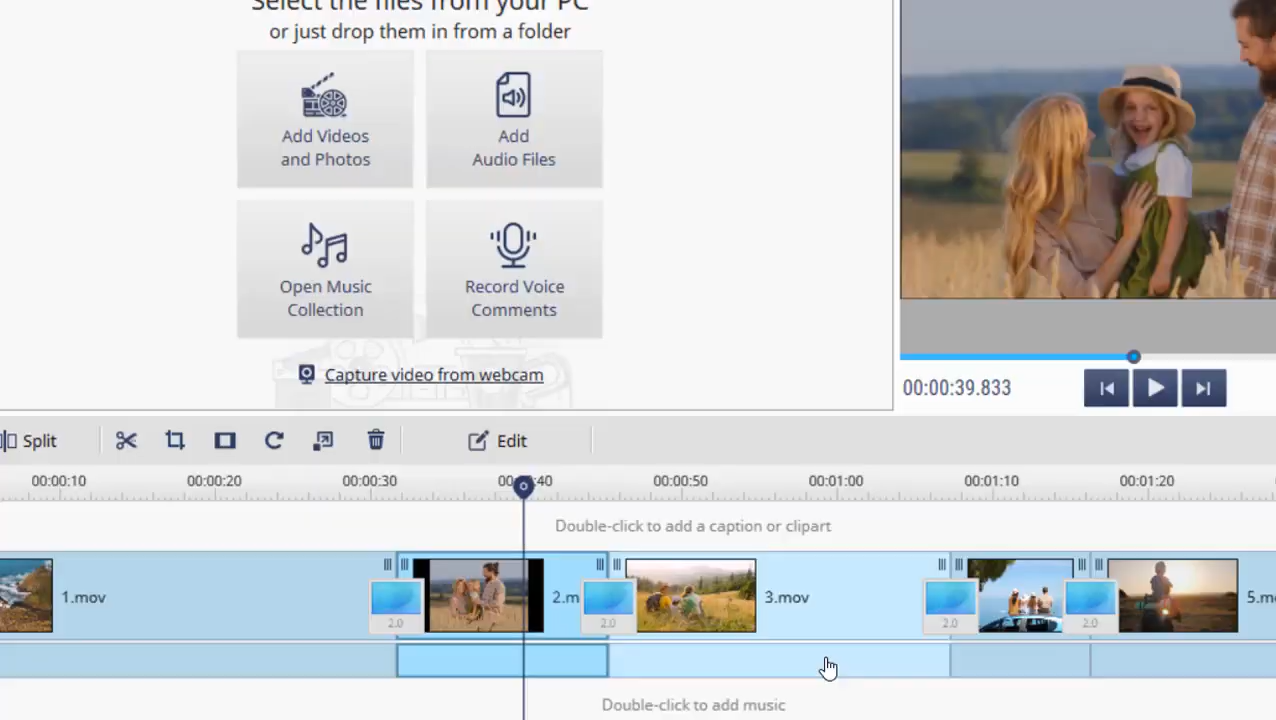 Select the files from your PC
or just drop them in from a folder
Add Videos
and Photos
Add
Audio Files
Open Music
Collection
Record Voice
Comments
Capture video from webcam
00:00:39.833
Split
Edit
00:00:10
00:00:20
00:00:30
00:00:50
00:01:00
00:01:10
00:01:20
Double-click to add a caption or clipart
1.mov
2.m
3.mov
5.m
2.0
2.0
2.0
2.0
Double-click to add music